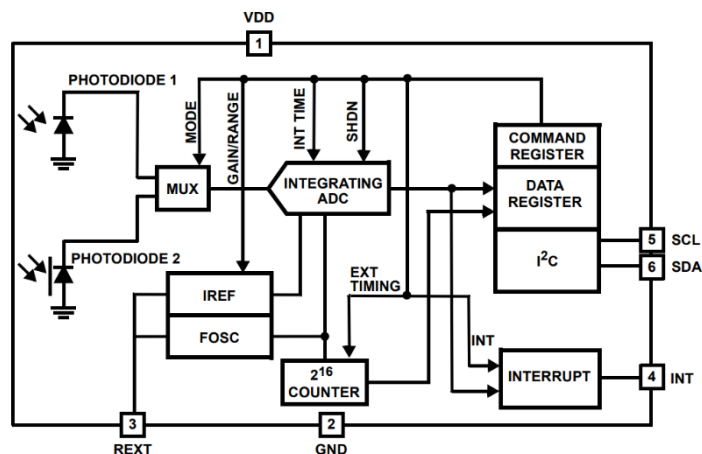 VDD
1
PHOTODIODE 1
MODE
GAIN/RANGE
INT TIME
SHDN
COMMAND
REGISTER
MUX
INTEGRATING
ADC
DATA
REGISTER
I²C
5
SCL
6
SDA
PHOTODIODE 2
IREF
FOSC
EXT
TIMING
2¹⁶
COUNTER
INT
INTERRUPT
4
INT
3
REXT
2
GND